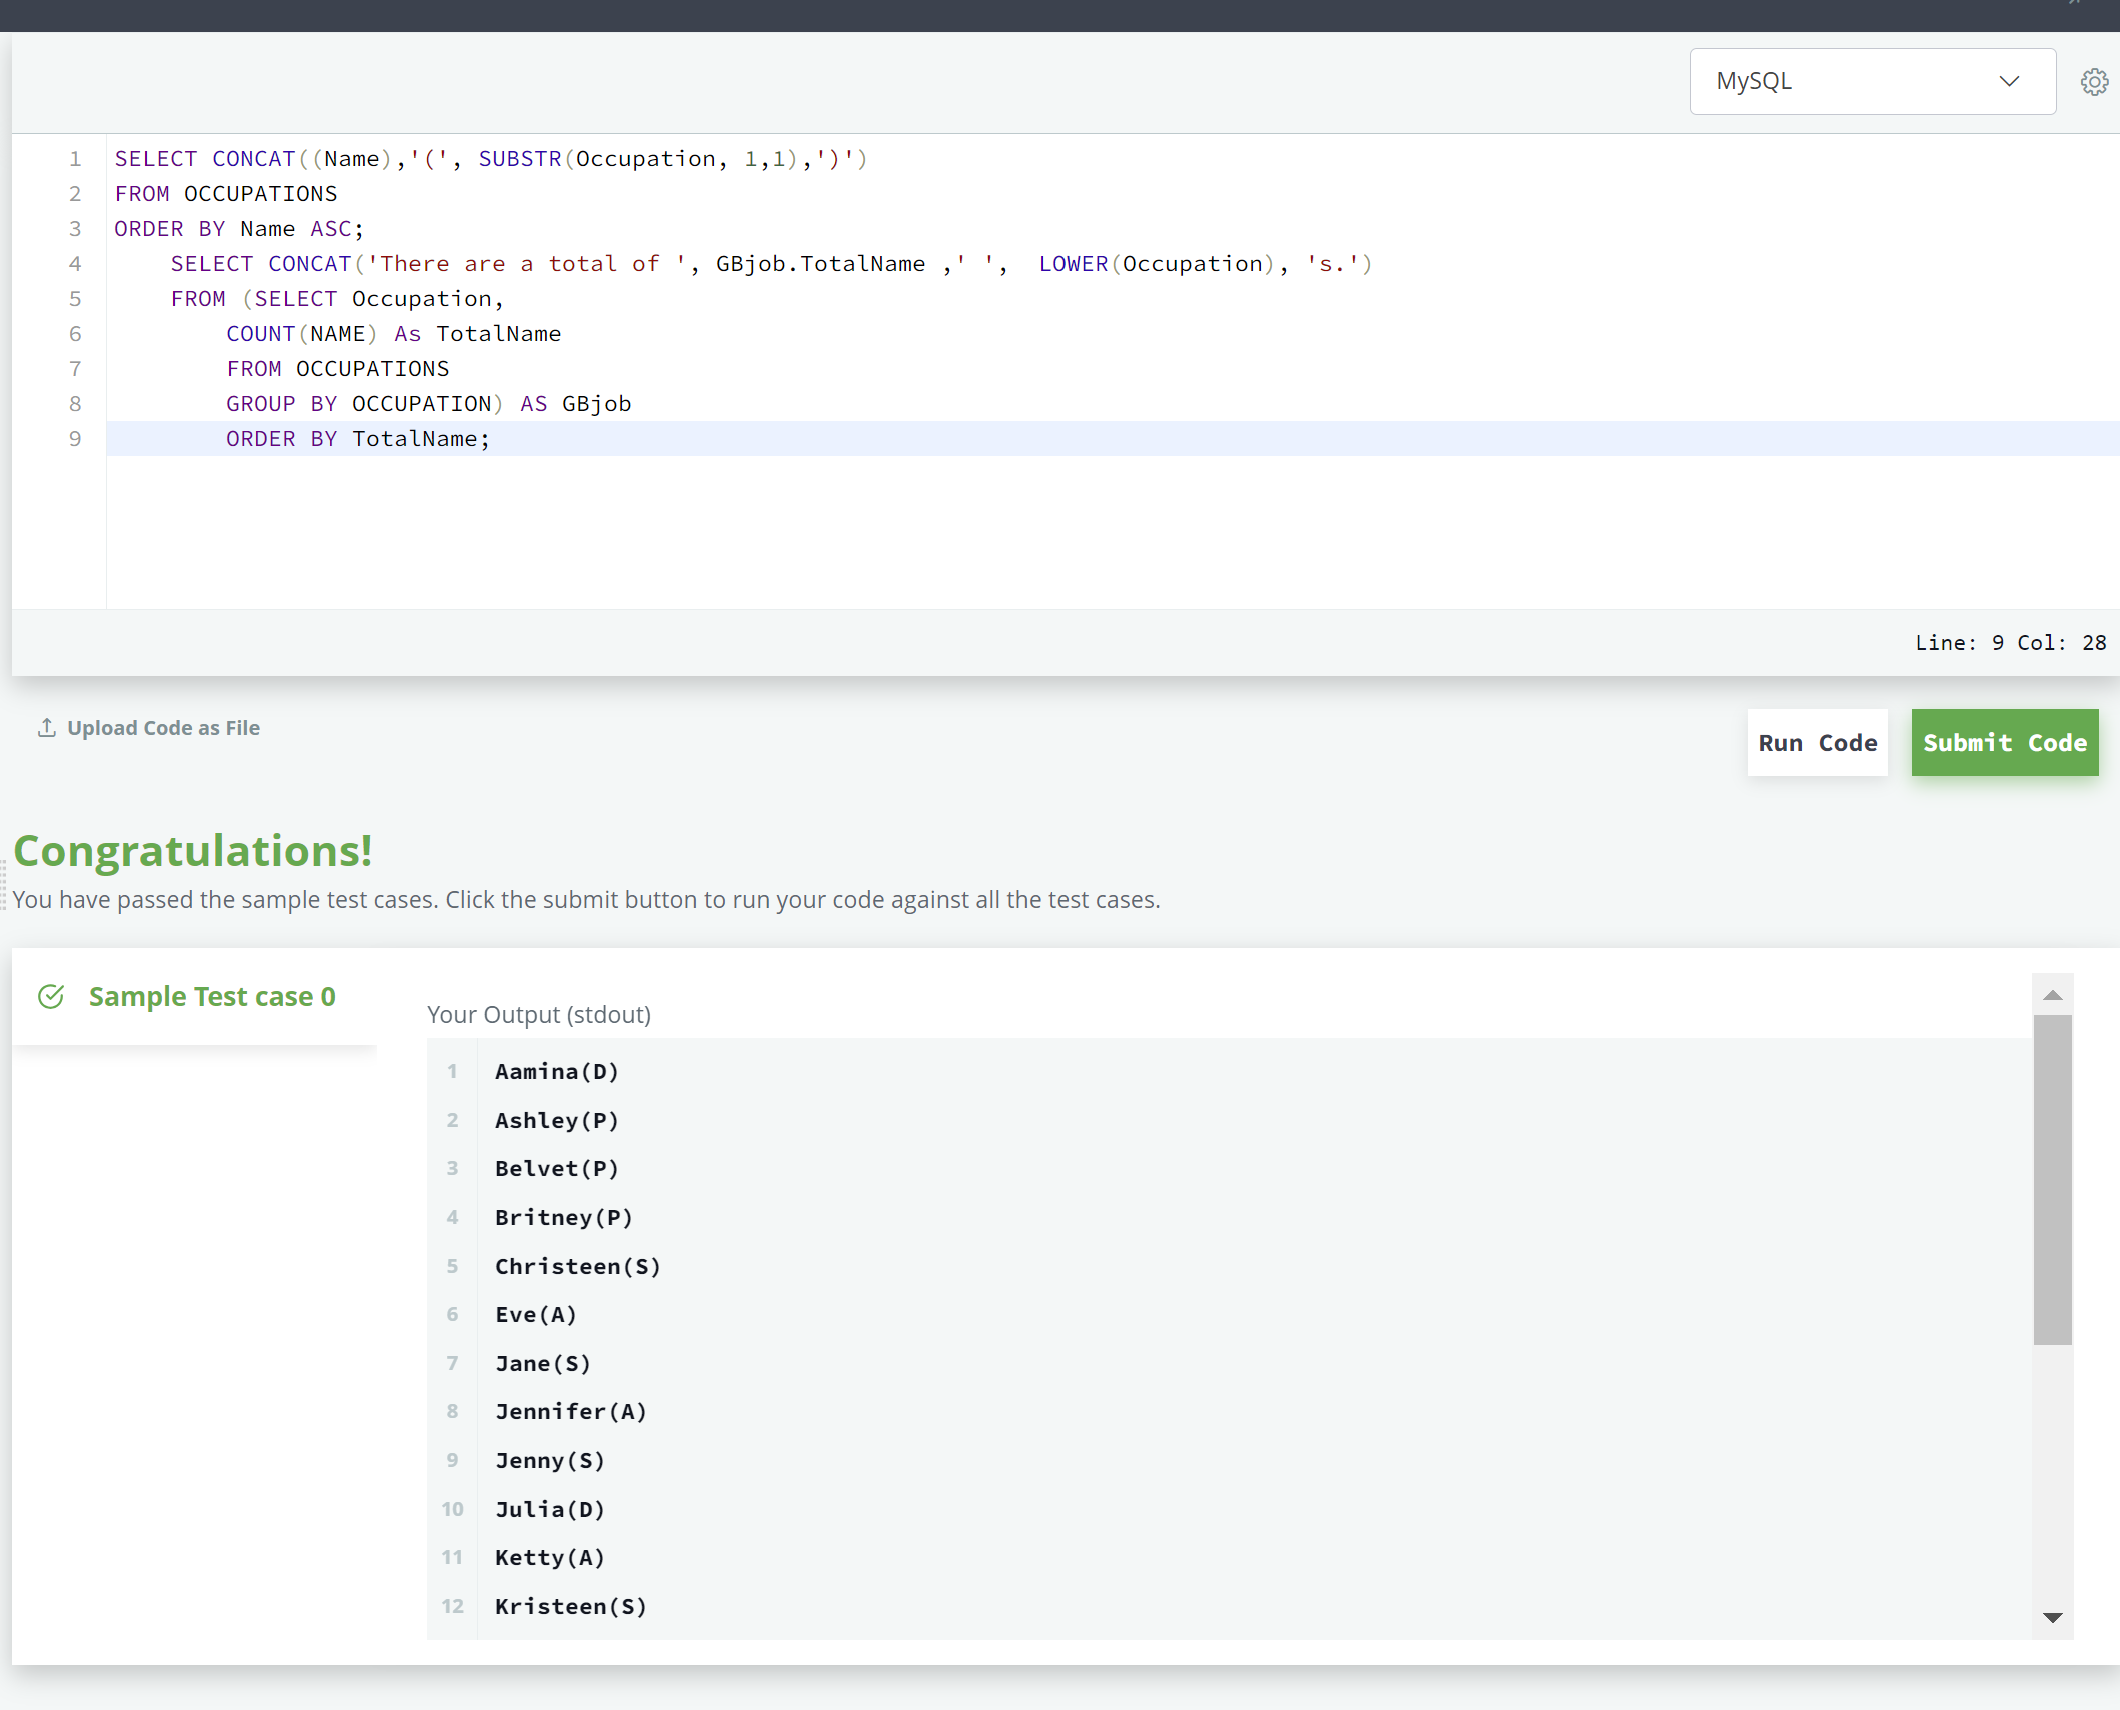 MySQL
1 SELECT CONCAT((Name),'(', SUBSTR(Occupation, 1,1),')')
2 FROM OCCUPATIONS
3 ORDER BY Name ASC;
4 SELECT CONCAT('There are a total of ', GBjob.TotalName ,' ',  LOWER(Occupation), 's.')
5 FROM (SELECT Occupation,
6 COUNT(NAME) As TotalName
7 FROM OCCUPATIONS
8 GROUP BY OCCUPATION) AS GBjob
9 ORDER BY TotalName;
Line: 9 Col: 28
Upload Code as File
Run Code
Submit Code
Congratulations!
You have passed the sample test cases. Click the submit button to run your code against all the test cases.
Sample Test case 0
Your Output (stdout)
1 Aamina(D)
2 Ashley(P)
3 Belvet(P)
4 Britney(P)
5 Christeen(S)
6 Eve(A)
7 Jane(S)
8 Jennifer(A)
9 Jenny(S)
10 Julia(D)
11 Ketty(A)
12 Kristeen(S)